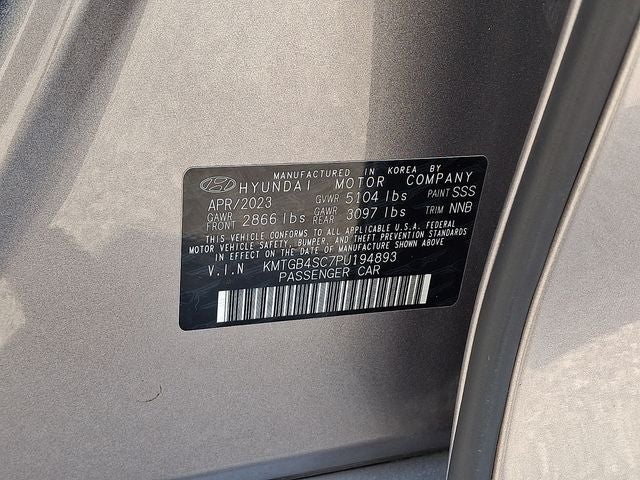 MANUFACTURED IN KOREA BY
HYUNDAI MOTOR COMPANY
APR/2023 GVWR 5104 lbs PAINT SSS
GAWR FRONT 2866 lbs GAWR REAR 3097 lbs TRIM NNB
THIS VEHICLE CONFORMS TO ALL APPLICABLE U.S.A. FEDERAL
MOTOR VEHICLE SAFETY, BUMPER, AND THEFT PREVENTION STANDARDS
IN EFFECT ON THE DATE OF MANUFACTURE SHOWN ABOVE.
V.I.N KMTGB4SC7PU194893
PASSENGER CAR